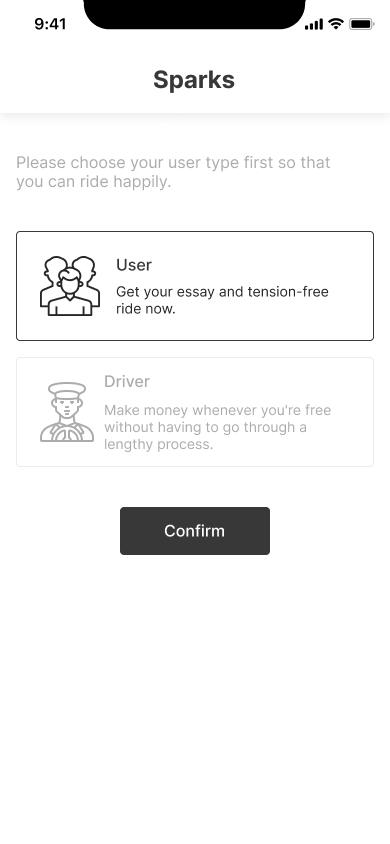 9:41
Sparks
Please choose your user type first so that
you can ride happily.
User
Get your essay and tension-free
ride now.
Driver
Make money whenever you're free
without having to go through a
lengthy process.
Confirm